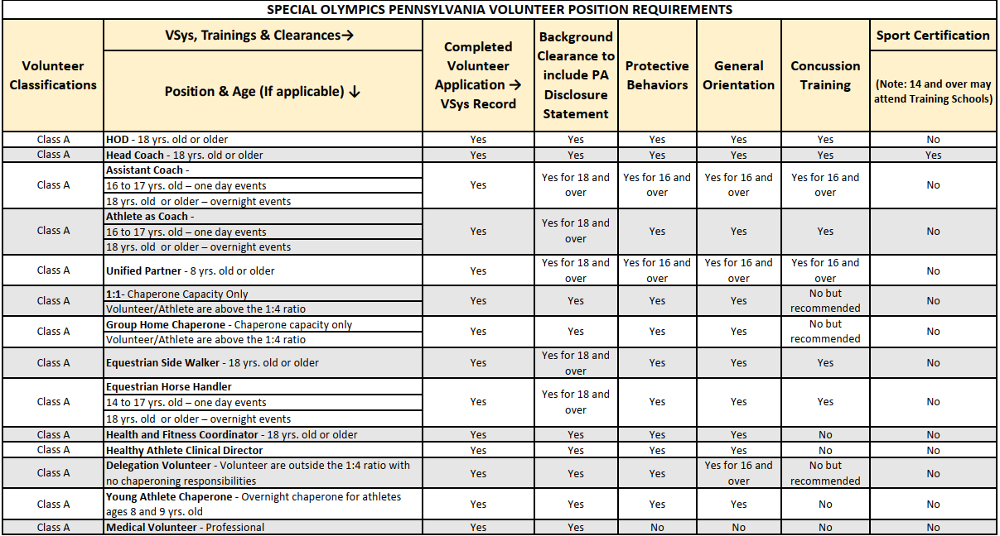 SPECIAL OLYMPICS PENNSYLVANIA VOLUNTEER POSITION REQUIREMENTS
Volunteer
Classifications
VSys, Trainings & Clearances→
Position & Age (If applicable) ↓
Completed
Volunteer
Application →
VSys Record
Background
Clearance to
include PA
Disclosure
Statement
Protective
Behaviors
General
Orientation
Concussion
Training
Sport Certification
(Note: 14 and over may
attend Training Schools)
Class A HOD - 18 yrs. old or older Yes Yes Yes Yes Yes No
Class A Head Coach - 18 yrs. old or older Yes Yes Yes Yes Yes Yes
Class A
Assistant Coach -
16 to 17 yrs. old – one day events
18 yrs. old  or older – overnight events
Yes
Yes for 18 and
over
Yes for 16 and
over
Yes for 16 and
over
Yes for 16 and
over
No
Class A
Athlete as Coach -
16 to 17 yrs. old – one day events
18 yrs. old  or older – overnight events
Yes
Yes for 18 and
over
Yes
Yes
Yes
No
Class A
Unified Partner - 8 yrs. old or older
Yes
Yes for 18 and
over
Yes for 16 and
over
Yes for 16 and
over
Yes for 16 and
over
No
Class A
1:1- Chaperone Capacity Only
Volunteer/Athlete are above the 1:4 ratio
Yes
Yes
Yes
Yes
No but
recommended
No
Class A
Group Home Chaperone - Chaperone capacity only
Volunteer/Athlete are above the 1:4 ratio
Yes
Yes
Yes
Yes
No but
recommended
No
Class A
Equestrian Side Walker - 18 yrs. old or older
Yes
Yes for 18 and
over
Yes
Yes
Yes
No
Class A
Equestrian Horse Handler
14 to 17 yrs. old – one day events
18 yrs. old  or older – overnight events
Yes
Yes for 18 and
over
Yes
Yes
Yes
No
Class A Health and Fitness Coordinator - 18 yrs. old or older Yes Yes Yes Yes No No
Class A Healthy Athlete Clinical Director Yes Yes Yes Yes No No
Class A
Delegation Volunteer - Volunteer are outside the 1:4 ratio with
no chaperoning responsibilities
Yes
Yes
Yes
Yes for 16 and
over
No but
recommended
No
Class A
Young Athlete Chaperone - Overnight chaperone for athletes
ages 8 and 9 yrs. old
Yes
Yes
Yes
Yes
No
No
Class A Medical Volunteer - Professional Yes Yes No No No No